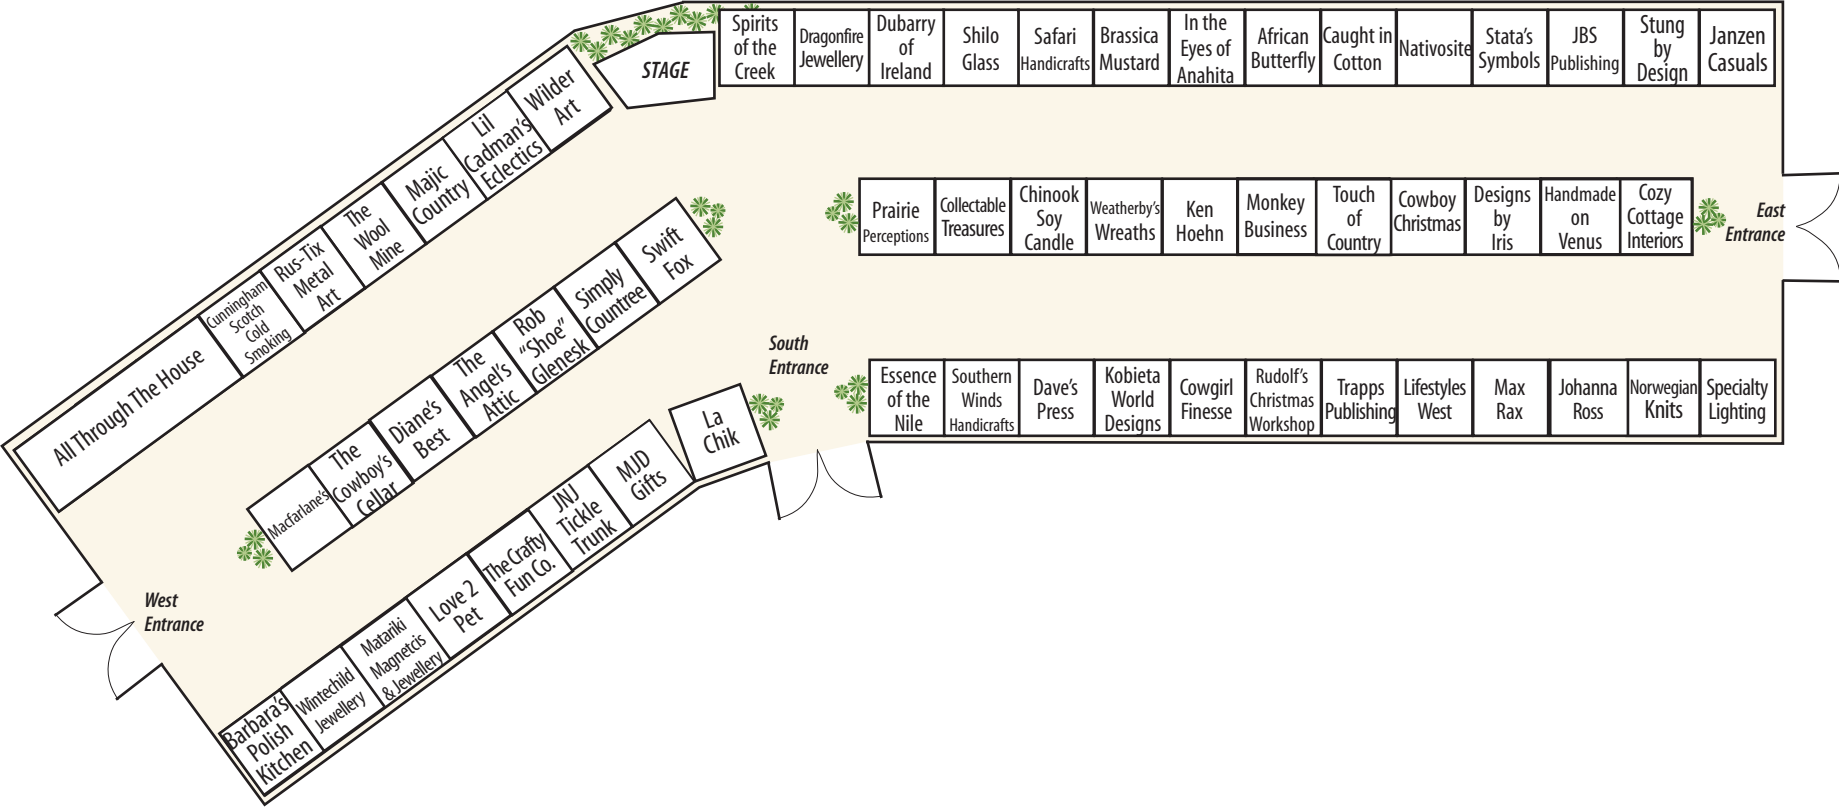 STAGE
Spirits
of the
Creek
Dragonfire
Jewellery
Dubarry
of
Ireland
Shilo
Glass
Safari
Handicrafts
Brassica
Mustard
In the
Eyes of
Anahita
African
Butterfly
Caught in
Cotton
Nativosite
Stata's
Symbols
JBS
Publishing
Stung
by
Design
Janzen
Casuals
Wilder
Art
Lil
Cadman's
Eclectics
Majic
Country
The
Wool
Mine
Rus-Tix
Metal
Art
Cunningham
Scotch
Cold
Smoking
All Through The House
Prairie
Perceptions
Collectable
Treasures
Chinook
Soy
Candle
Weatherby's
Wreaths
Ken
Hoehn
Monkey
Business
Touch
of
Country
Cowboy
Christmas
Designs
by
Iris
Handmade
on
Venus
Cozy
Cottage
Interiors
East
Entrance
Swift
Fox
Simply
Countree
Rob
“Shoe”
Glenesk
The
Angel's
Attic
Diane's
Best
The
Cowboy's
Cellar
Macfarlane's
South
Entrance
Essence
of the
Nile
Southern
Winds
Handicrafts
Dave's
Press
Kobieta
World
Designs
Cowgirl
Finesse
Rudolf's
Christmas
Workshop
Trapps
Publishing
Lifestyles
West
Max
Rax
Johanna
Ross
Norwegian
Knits
Specialty
Lighting
La
Chik
MJD
Gifts
JNJ
Tickle
Trunk
The Crafty
Fun Co.
Love 2
Pet
Matariki
Magnetcis
& Jewellery
Wintechild
Jewellery
Barbara's
Polish
Kitchen
West
Entrance